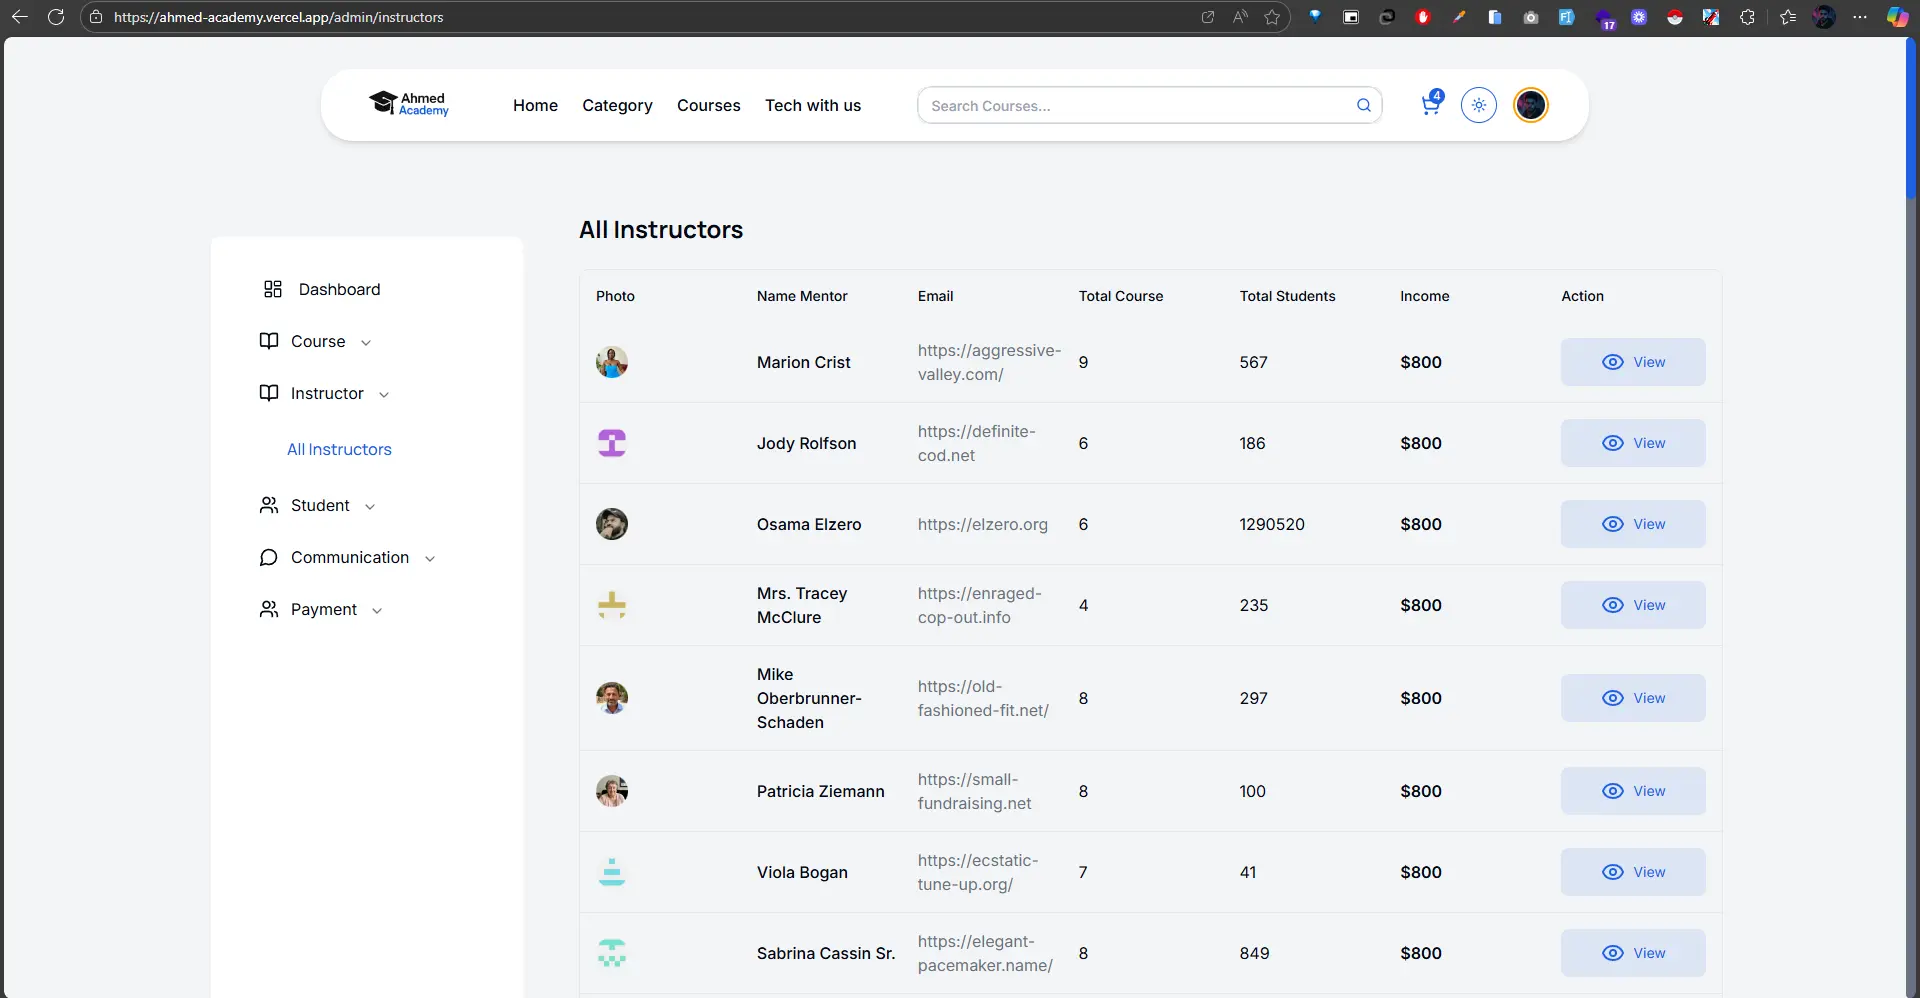 https://ahmed-academy.vercel.app/admin/instructors
17
Ahmed
Academy
Home
Category
Courses
Tech with us
Search Courses...
4
All Instructors
Dashboard
Course
Instructor
All Instructors
Student
Communication
Payment
Photo
Name Mentor
Email
Total Course
Total Students
Income
Action
Marion Crist
https://aggressive-
valley.com/
9
567
$800
View
Jody Rolfson
https://definite-
cod.net
6
186
$800
View
Osama Elzero
https://elzero.org
6
1290520
$800
View
Mrs. Tracey
McClure
https://enraged-
cop-out.info
4
235
$800
View
Mike
Oberbrunner-
Schaden
https://old-
fashioned-fit.net/
8
297
$800
View
Patricia Ziemann
https://small-
fundraising.net
8
100
$800
View
Viola Bogan
https://ecstatic-
tune-up.org/
7
41
$800
View
Sabrina Cassin Sr.
https://elegant-
pacemaker.name/
8
849
$800
View